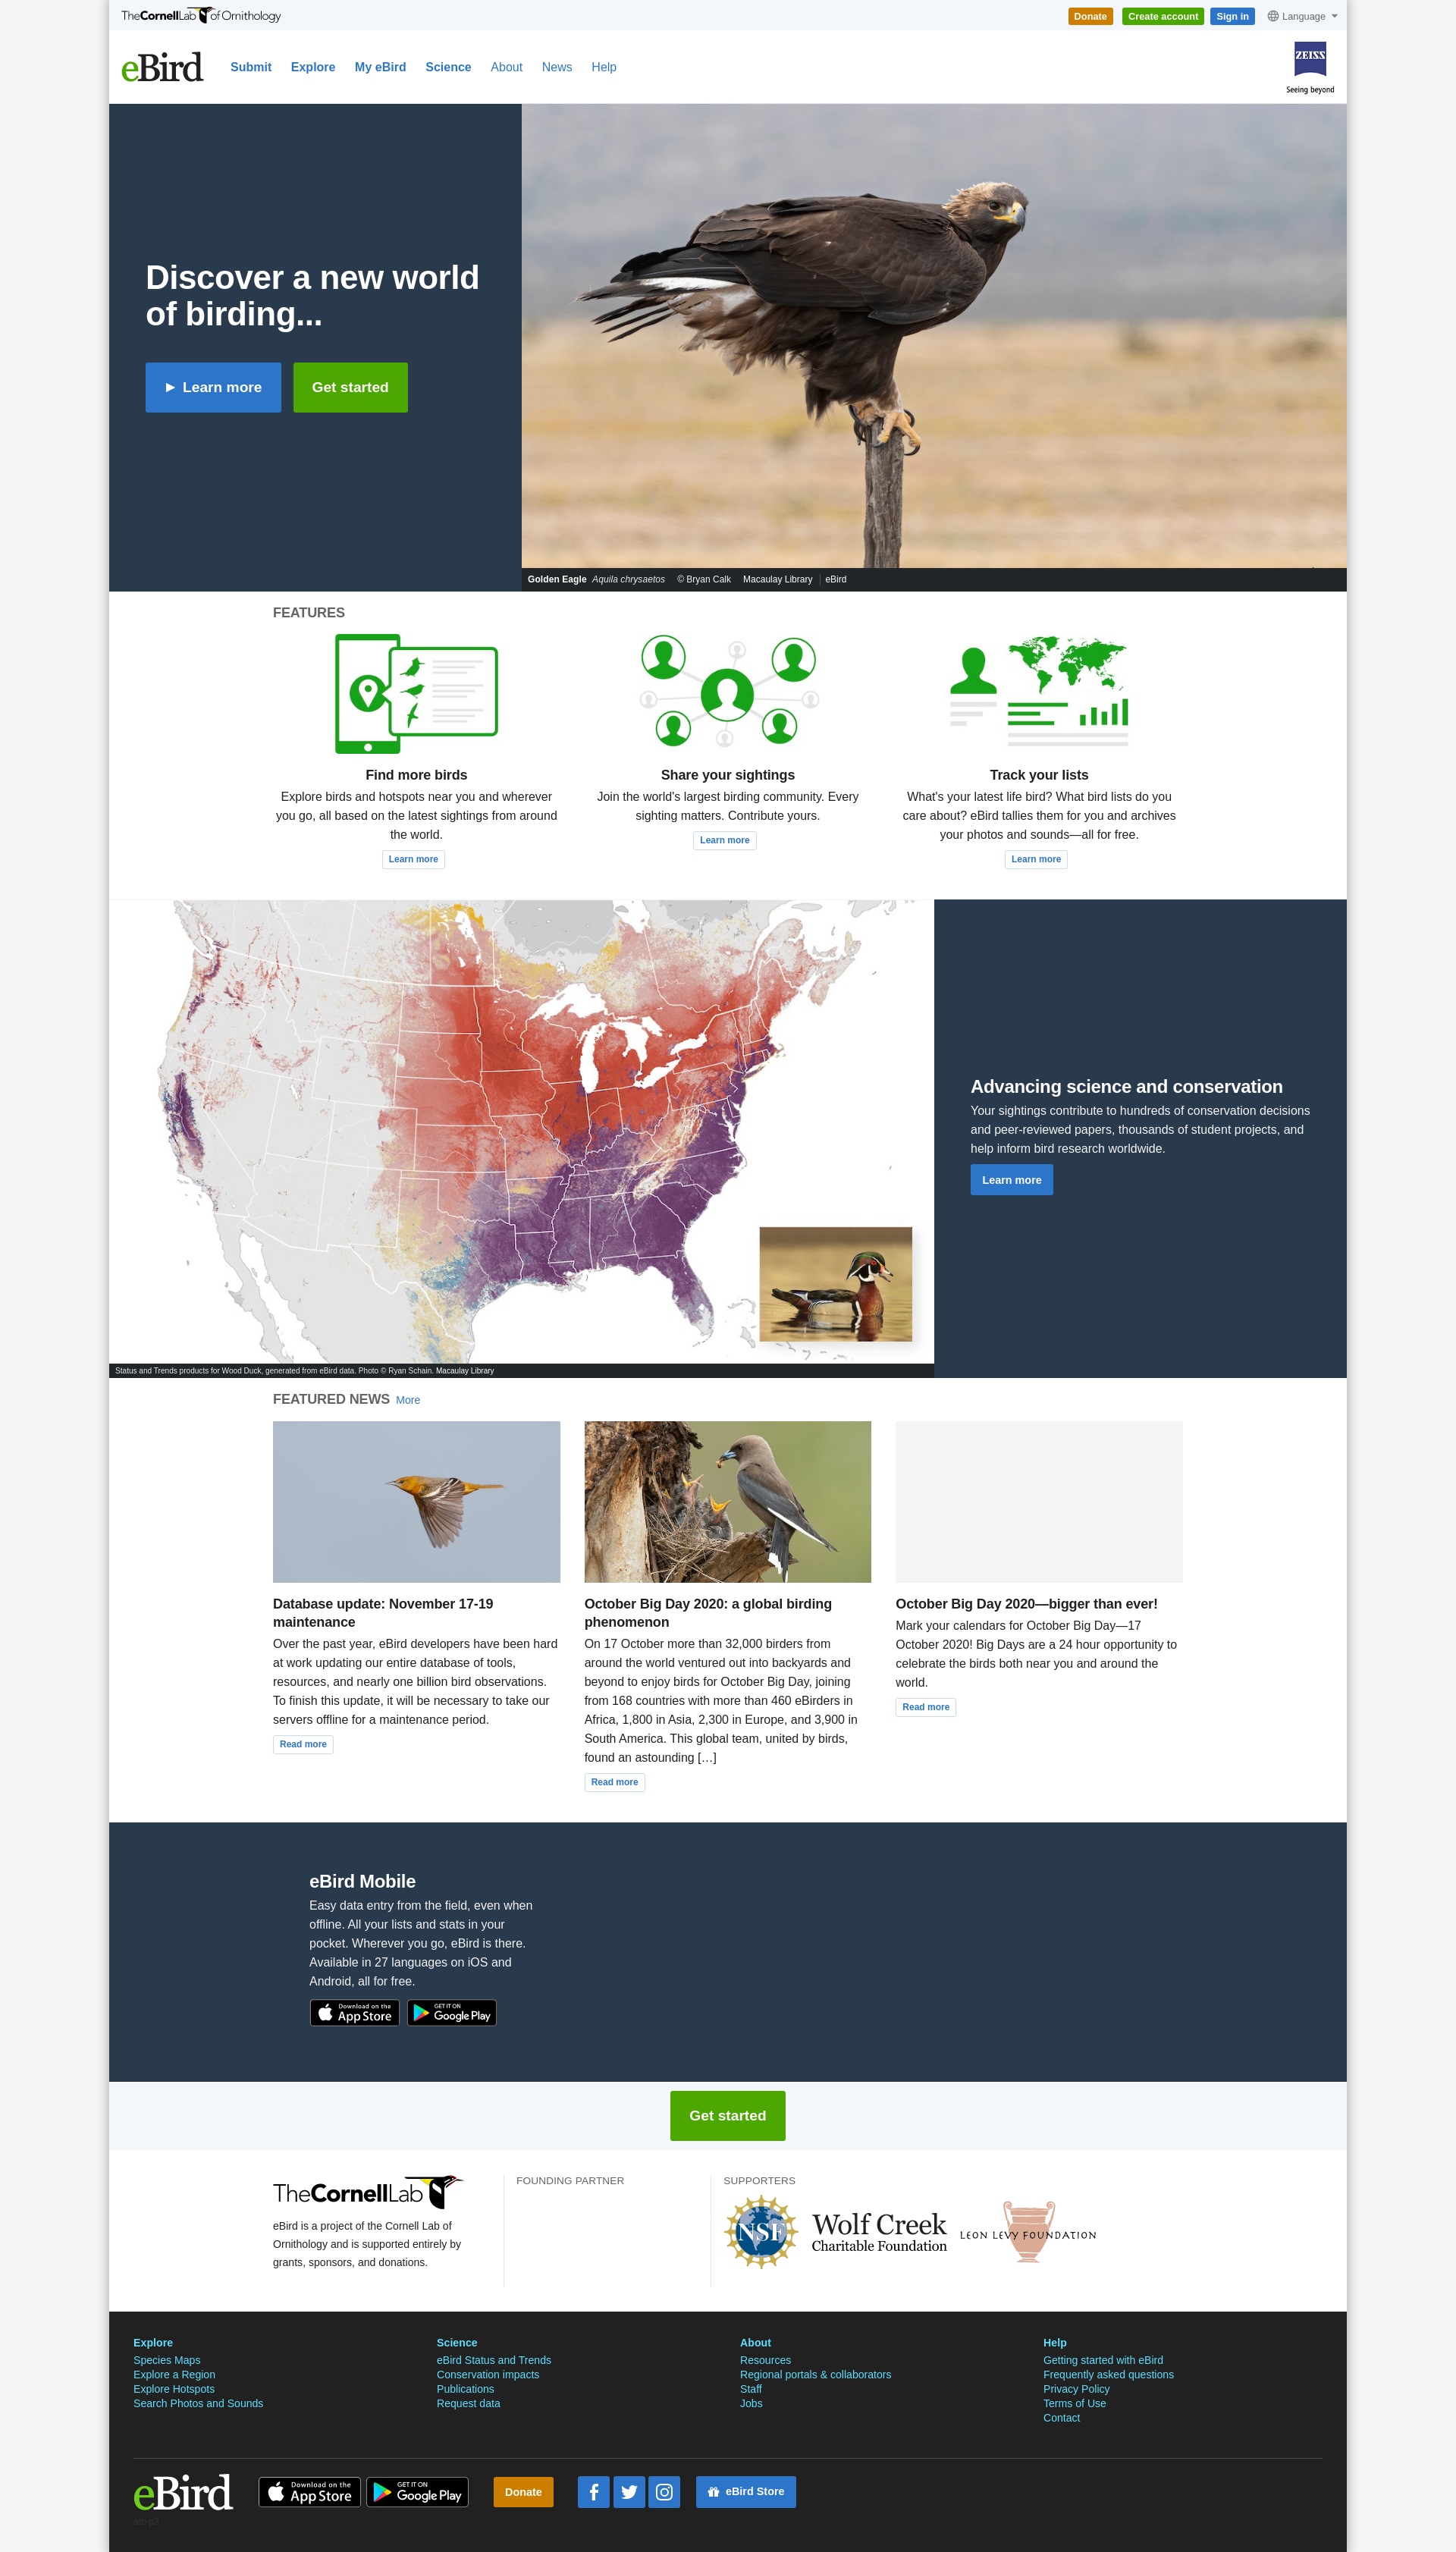 TheCornellLab of Ornithology
Donate
Create account
Sign in
Language
eBird
Submit
Explore
My eBird
Science
About
News
Help
ZEISS
Seeing beyond
Discover a new world
of birding...
Learn more
Get started
Golden Eagle Aquila chrysaetos © Bryan Calk Macaulay Library eBird
FEATURES
Find more birds
Explore birds and hotspots near you and wherever
you go, all based on the latest sightings from around
the world.
Learn more
Share your sightings
Join the world's largest birding community. Every
sighting matters. Contribute yours.
Learn more
Track your lists
What's your latest life bird? What bird lists do you
care about? eBird tallies them for you and archives
your photos and sounds—all for free.
Learn more
Advancing science and conservation
Your sightings contribute to hundreds of conservation decisions
and peer-reviewed papers, thousands of student projects, and
help inform bird research worldwide.
Learn more
Status and Trends products for Wood Duck, generated from eBird data. Photo © Ryan Schain. Macaulay Library
FEATURED NEWS More
Database update: November 17-19
maintenance
Over the past year, eBird developers have been hard
at work updating our entire database of tools,
resources, and nearly one billion bird observations.
To finish this update, it will be necessary to take our
servers offline for a maintenance period.
Read more
October Big Day 2020: a global birding
phenomenon
On 17 October more than 32,000 birders from
around the world ventured out into backyards and
beyond to enjoy birds for October Big Day, joining
from 168 countries with more than 460 eBirders in
Africa, 1,800 in Asia, 2,300 in Europe, and 3,900 in
South America. This global team, united by birds,
found an astounding […]
Read more
October Big Day 2020—bigger than ever!
Mark your calendars for October Big Day—17
October 2020! Big Days are a 24 hour opportunity to
celebrate the birds both near you and around the
world.
Read more
eBird Mobile
Easy data entry from the field, even when
offline. All your lists and stats in your
pocket. Wherever you go, eBird is there.
Available in 27 languages on iOS and
Android, all for free.
Download on the
App Store
GET IT ON
Google Play
Get started
TheCornellLab
eBird is a project of the Cornell Lab of
Ornithology and is supported entirely by
grants, sponsors, and donations.
FOUNDING PARTNER
SUPPORTERS
NSF
Wolf Creek
Charitable Foundation
LEON LEVY FOUNDATION
Explore
Species Maps
Explore a Region
Explore Hotspots
Search Photos and Sounds
Science
eBird Status and Trends
Conservation impacts
Publications
Request data
About
Resources
Regional portals & collaborators
Staff
Jobs
Help
Getting started with eBird
Frequently asked questions
Privacy Policy
Terms of Use
Contact
eBird
Download on the
App Store
GET IT ON
Google Play
Donate
eBird Store